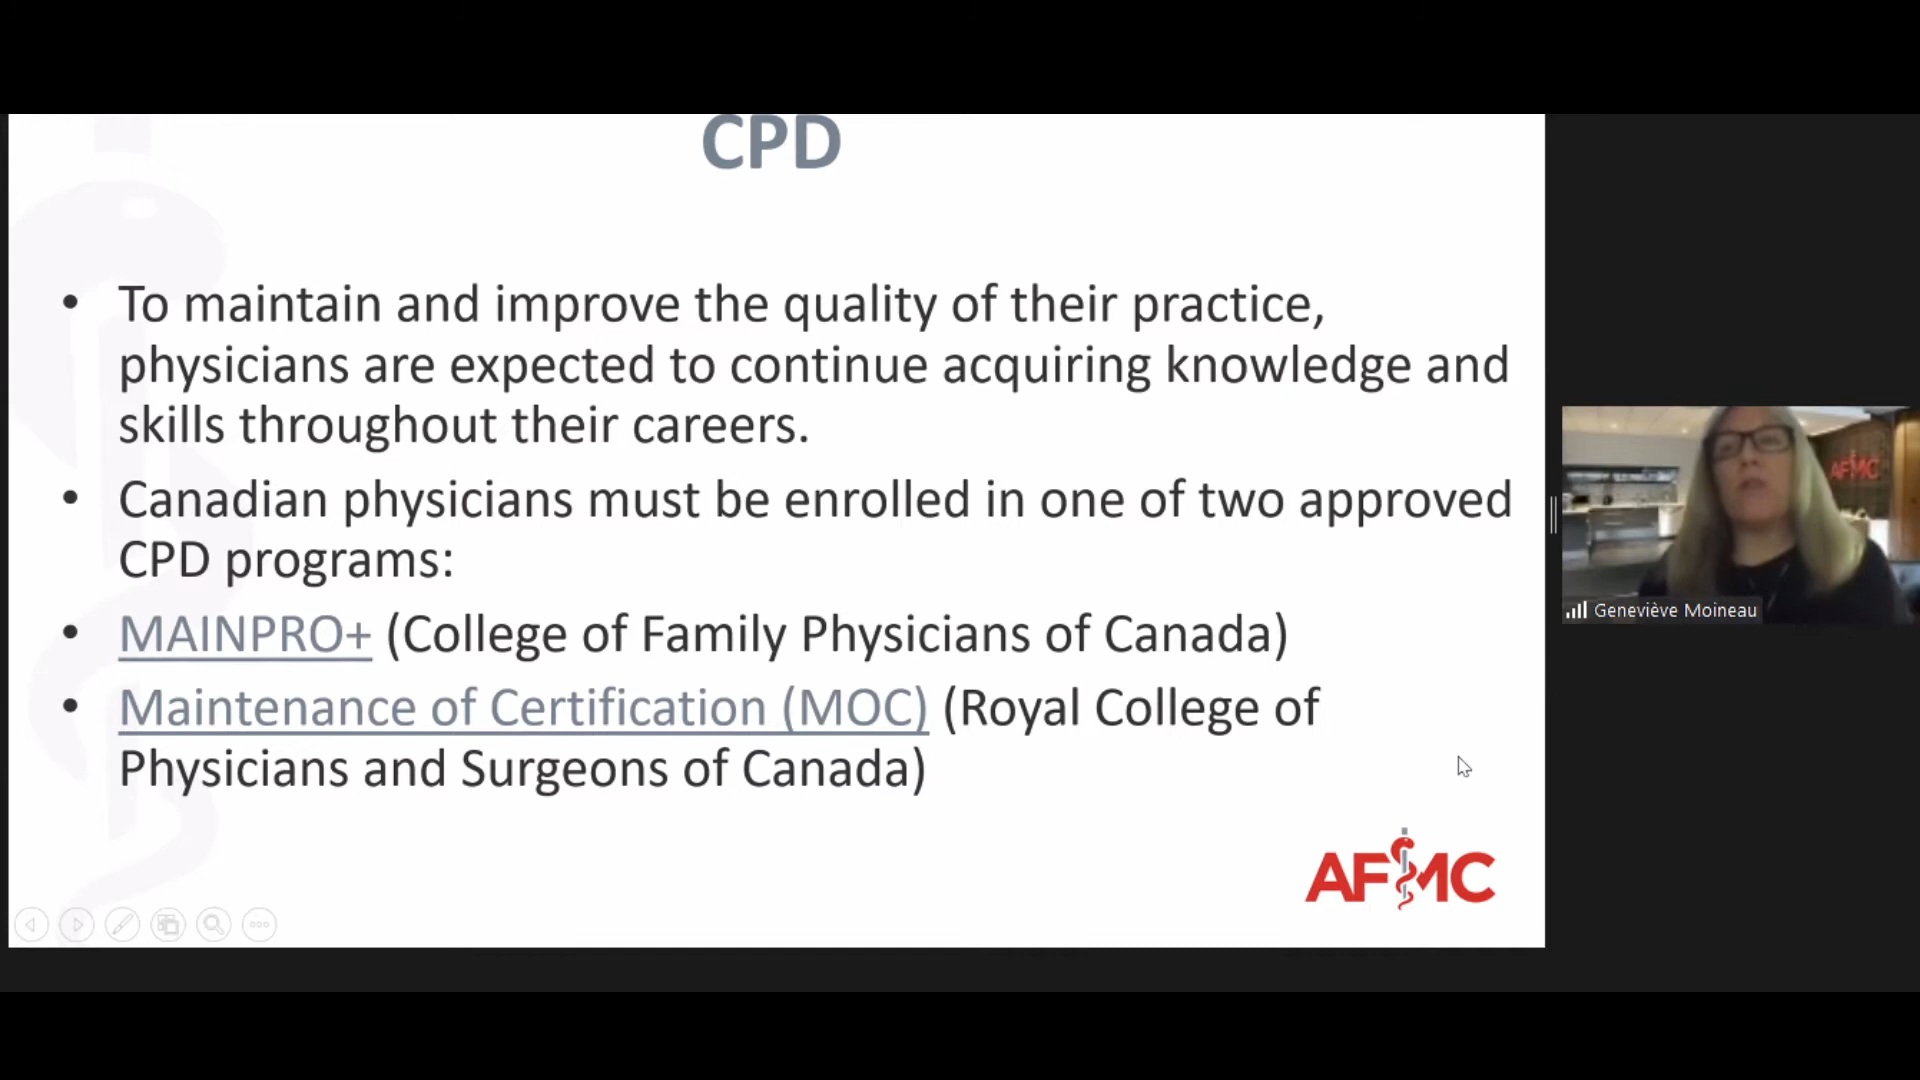 CPD
• To maintain and improve the quality of their practice,
physicians are expected to continue acquiring knowledge and
skills throughout their careers.
• Canadian physicians must be enrolled in one of two approved
CPD programs:
• MAINPRO+ (College of Family Physicians of Canada)
• Maintenance of Certification (MOC) (Royal College of
Physicians and Surgeons of Canada)
AFMC
AFMC
Geneviève Moineau